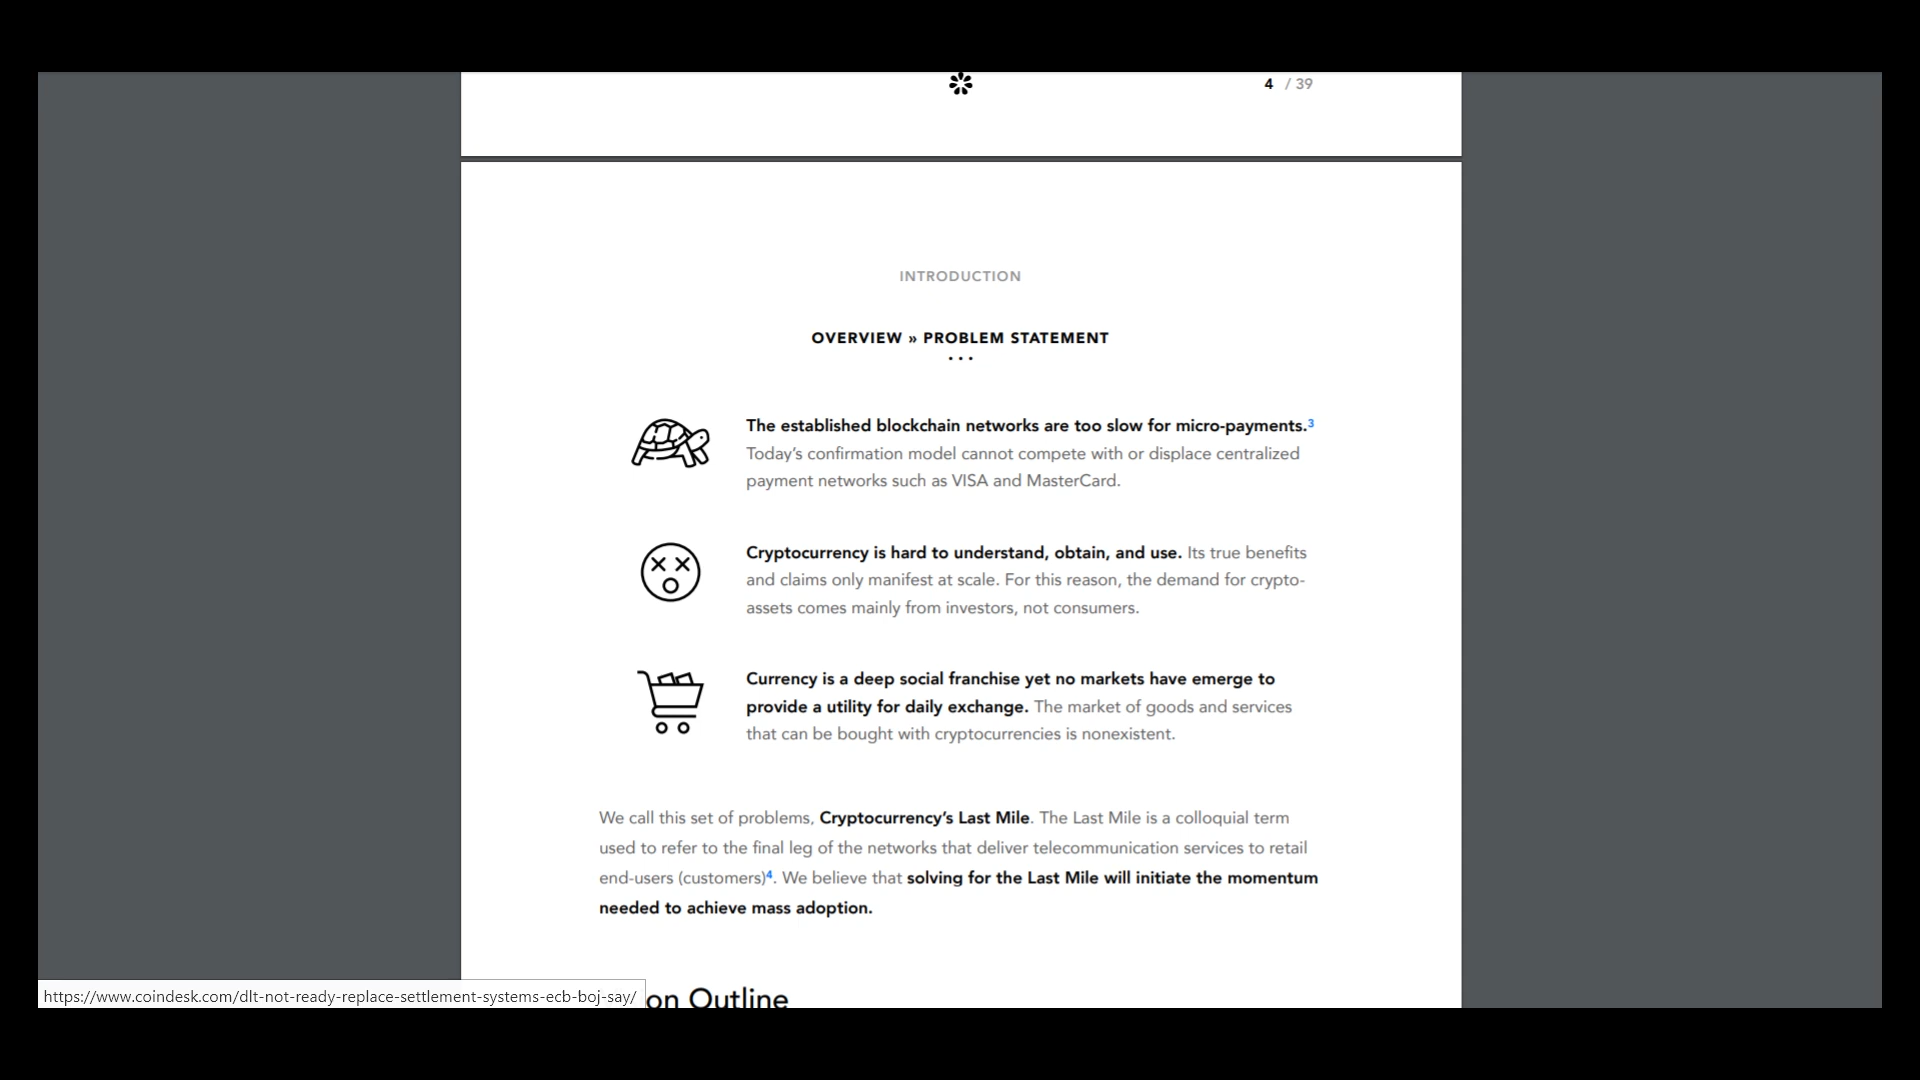 4 / 39
INTRODUCTION
OVERVIEW » PROBLEM STATEMENT
...
The established blockchain networks are too slow for micro-payments.3
Today's confirmation model cannot compete with or displace centralized
payment networks such as VISA and MasterCard.
Cryptocurrency is hard to understand, obtain, and use. Its true benefits
and claims only manifest at scale. For this reason, the demand for crypto-
assets comes mainly from investors, not consumers.
Currency is a deep social franchise yet no markets have emerge to
provide a utility for daily exchange. The market of goods and services
that can be bought with cryptocurrencies is nonexistent.
We call this set of problems, Cryptocurrency's Last Mile. The Last Mile is a colloquial term
used to refer to the final leg of the networks that deliver telecommunication services to retail
end-users (customers)4. We believe that solving for the Last Mile will initiate the momentum
needed to achieve mass adoption.
on Outline
https://www.coindesk.com/dlt-not-ready-replace-settlement-systems-ecb-boj-say/